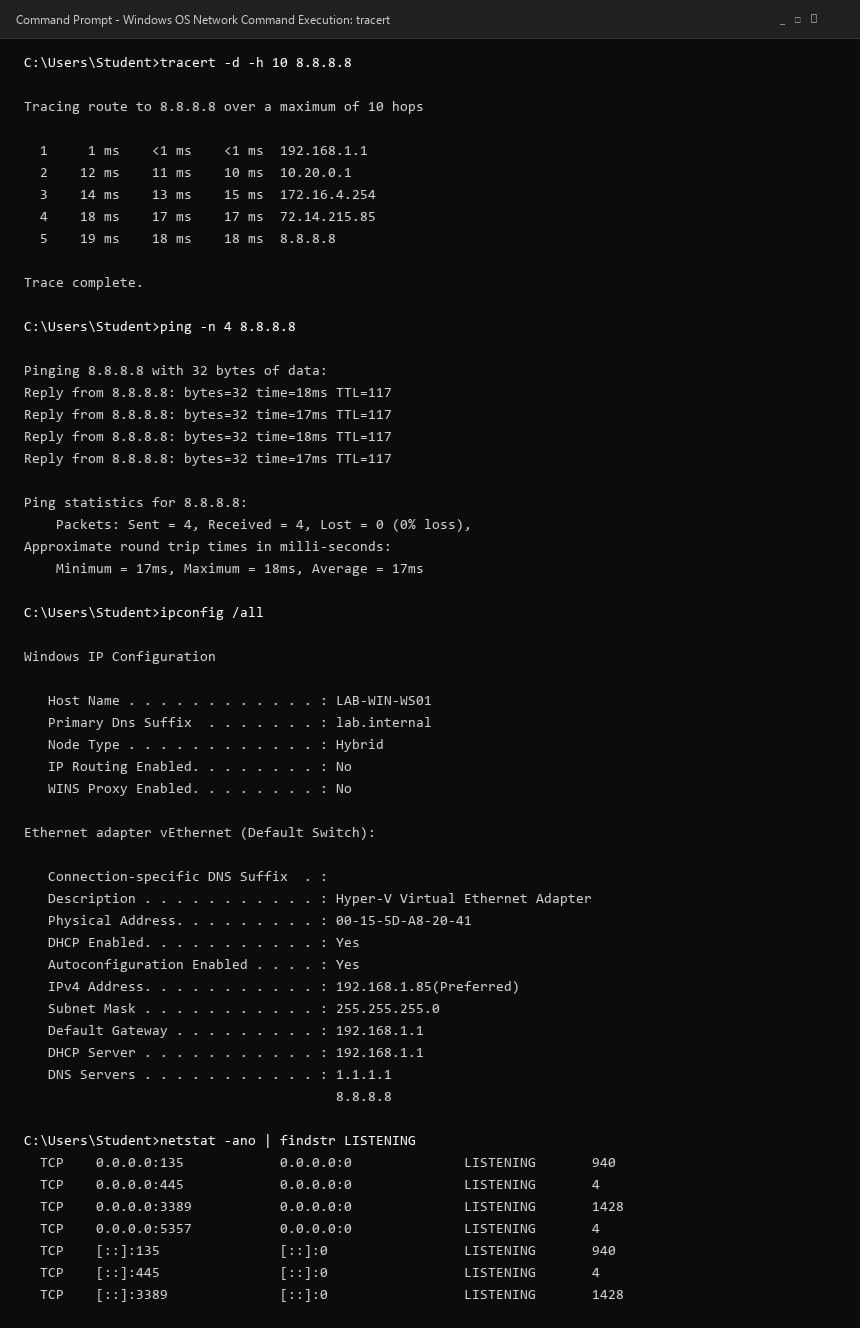 Command Prompt - Windows OS Network Command Execution: tracert
C:\Users\Student>tracert -d -h 10 8.8.8.8
Tracing route to 8.8.8.8 over a maximum of 10 hops
  1     1 ms    <1 ms    <1 ms  192.168.1.1
  2    12 ms    11 ms    10 ms  10.20.0.1
  3    14 ms    13 ms    15 ms  172.16.4.254
  4    18 ms    17 ms    17 ms  72.14.215.85
  5    19 ms    18 ms    18 ms  8.8.8.8
Trace complete.
C:\Users\Student>ping -n 4 8.8.8.8
Pinging 8.8.8.8 with 32 bytes of data:
Reply from 8.8.8.8: bytes=32 time=18ms TTL=117
Reply from 8.8.8.8: bytes=32 time=17ms TTL=117
Reply from 8.8.8.8: bytes=32 time=18ms TTL=117
Reply from 8.8.8.8: bytes=32 time=17ms TTL=117
Ping statistics for 8.8.8.8:
    Packets: Sent = 4, Received = 4, Lost = 0 (0% loss),
Approximate round trip times in milli-seconds:
    Minimum = 17ms, Maximum = 18ms, Average = 17ms
C:\Users\Student>ipconfig /all
Windows IP Configuration
   Host Name . . . . . . . . . . . . : LAB-WIN-WS01
   Primary Dns Suffix  . . . . . . . : lab.internal
   Node Type . . . . . . . . . . . . : Hybrid
   IP Routing Enabled. . . . . . . . : No
   WINS Proxy Enabled. . . . . . . . : No
Ethernet adapter vEthernet (Default Switch):
   Connection-specific DNS Suffix  . :
   Description . . . . . . . . . . . : Hyper-V Virtual Ethernet Adapter
   Physical Address. . . . . . . . . : 00-15-5D-A8-20-41
   DHCP Enabled. . . . . . . . . . . : Yes
   Autoconfiguration Enabled . . . . : Yes
   IPv4 Address. . . . . . . . . . . : 192.168.1.85(Preferred)
   Subnet Mask . . . . . . . . . . . : 255.255.255.0
   Default Gateway . . . . . . . . . : 192.168.1.1
   DHCP Server . . . . . . . . . . . : 192.168.1.1
   DNS Servers . . . . . . . . . . . : 1.1.1.1
                                       8.8.8.8
C:\Users\Student>netstat -ano | findstr LISTENING
  TCP    0.0.0.0:135            0.0.0.0:0              LISTENING       940
  TCP    0.0.0.0:445            0.0.0.0:0              LISTENING       4
  TCP    0.0.0.0:3389           0.0.0.0:0              LISTENING       1428
  TCP    0.0.0.0:5357           0.0.0.0:0              LISTENING       4
  TCP    [::]:135               [::]:0                 LISTENING       940
  TCP    [::]:445               [::]:0                 LISTENING       4
  TCP    [::]:3389              [::]:0                 LISTENING       1428